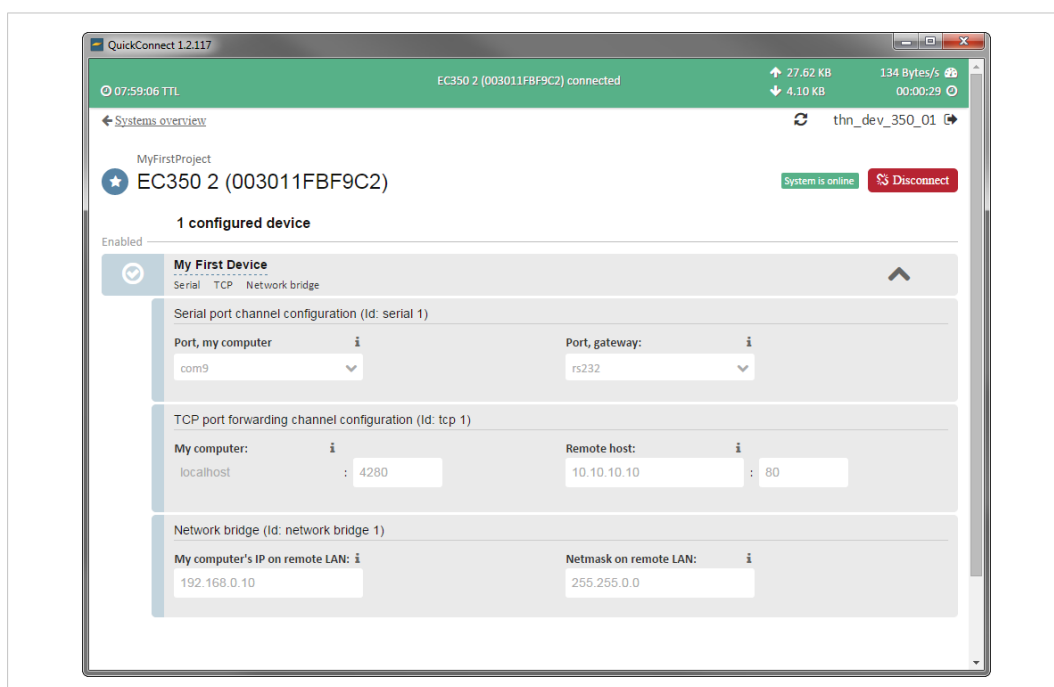 QuickConnect 1.2.117
07:59:06 TTL
EC350 2 (003011FBF9C2) connected
27.62 KB 134 Bytes/s
4.10 KB 00:00:29
Systems overview
thn_dev_350_01
MyFirstProject
EC350 2 (003011FBF9C2)
System is online
Disconnect
1 configured device
Enabled
My First Device
Serial TCP Network bridge
Serial port channel configuration (Id: serial 1)
Port, my computer i Port, gateway: i
com9 rs232
TCP port forwarding channel configuration (Id: tcp 1)
My computer: i Remote host: i
localhost : 4280 10.10.10.10 : 80
Network bridge (Id: network bridge 1)
My computer's IP on remote LAN: i Netmask on remote LAN: i
192.168.0.10 255.255.0.0